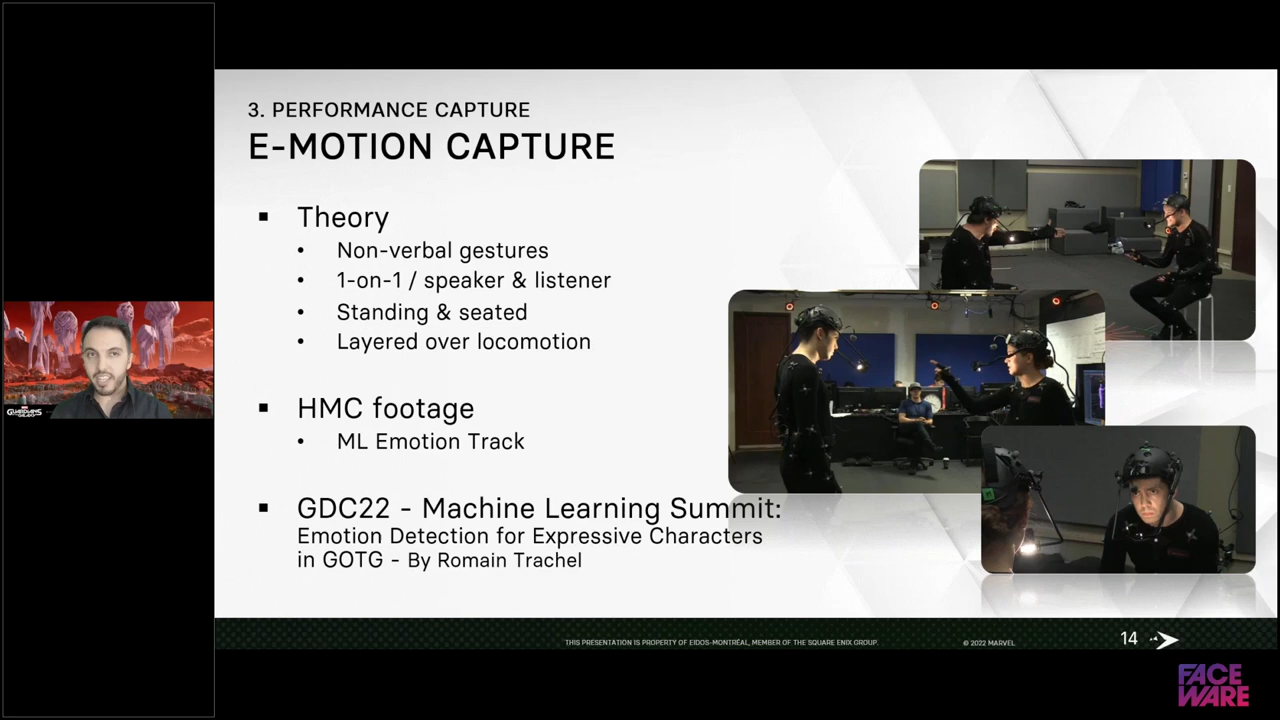 3. PERFORMANCE CAPTURE
E-MOTION CAPTURE
▪ Theory
• Non-verbal gestures
• 1-on-1 / speaker & listener
• Standing & seated
• Layered over locomotion
▪ HMC footage
• ML Emotion Track
▪ GDC22 - Machine Learning Summit:
Emotion Detection for Expressive Characters
in GOTG - By Romain Trachel
GUARDIANS
THIS PRESENTATION IS PROPERTY OF EIDOS-MONTRÉAL, MEMBER OF THE SQUARE ENIX GROUP.
© 2022 MARVEL
14
FACE
WARE